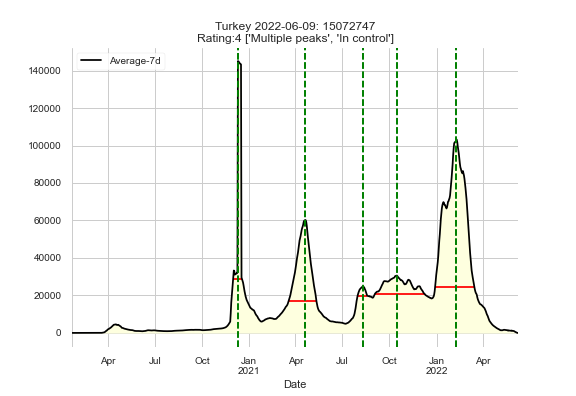 Turkey 2022-06-09: 15072747
Rating:4 ['Multiple peaks', 'In control']
Average-7d
140000
120000
100000
80000
60000
40000
20000
0
Apr Jul Oct Jan Apr Jul Oct Jan Apr
2021 2022
Date